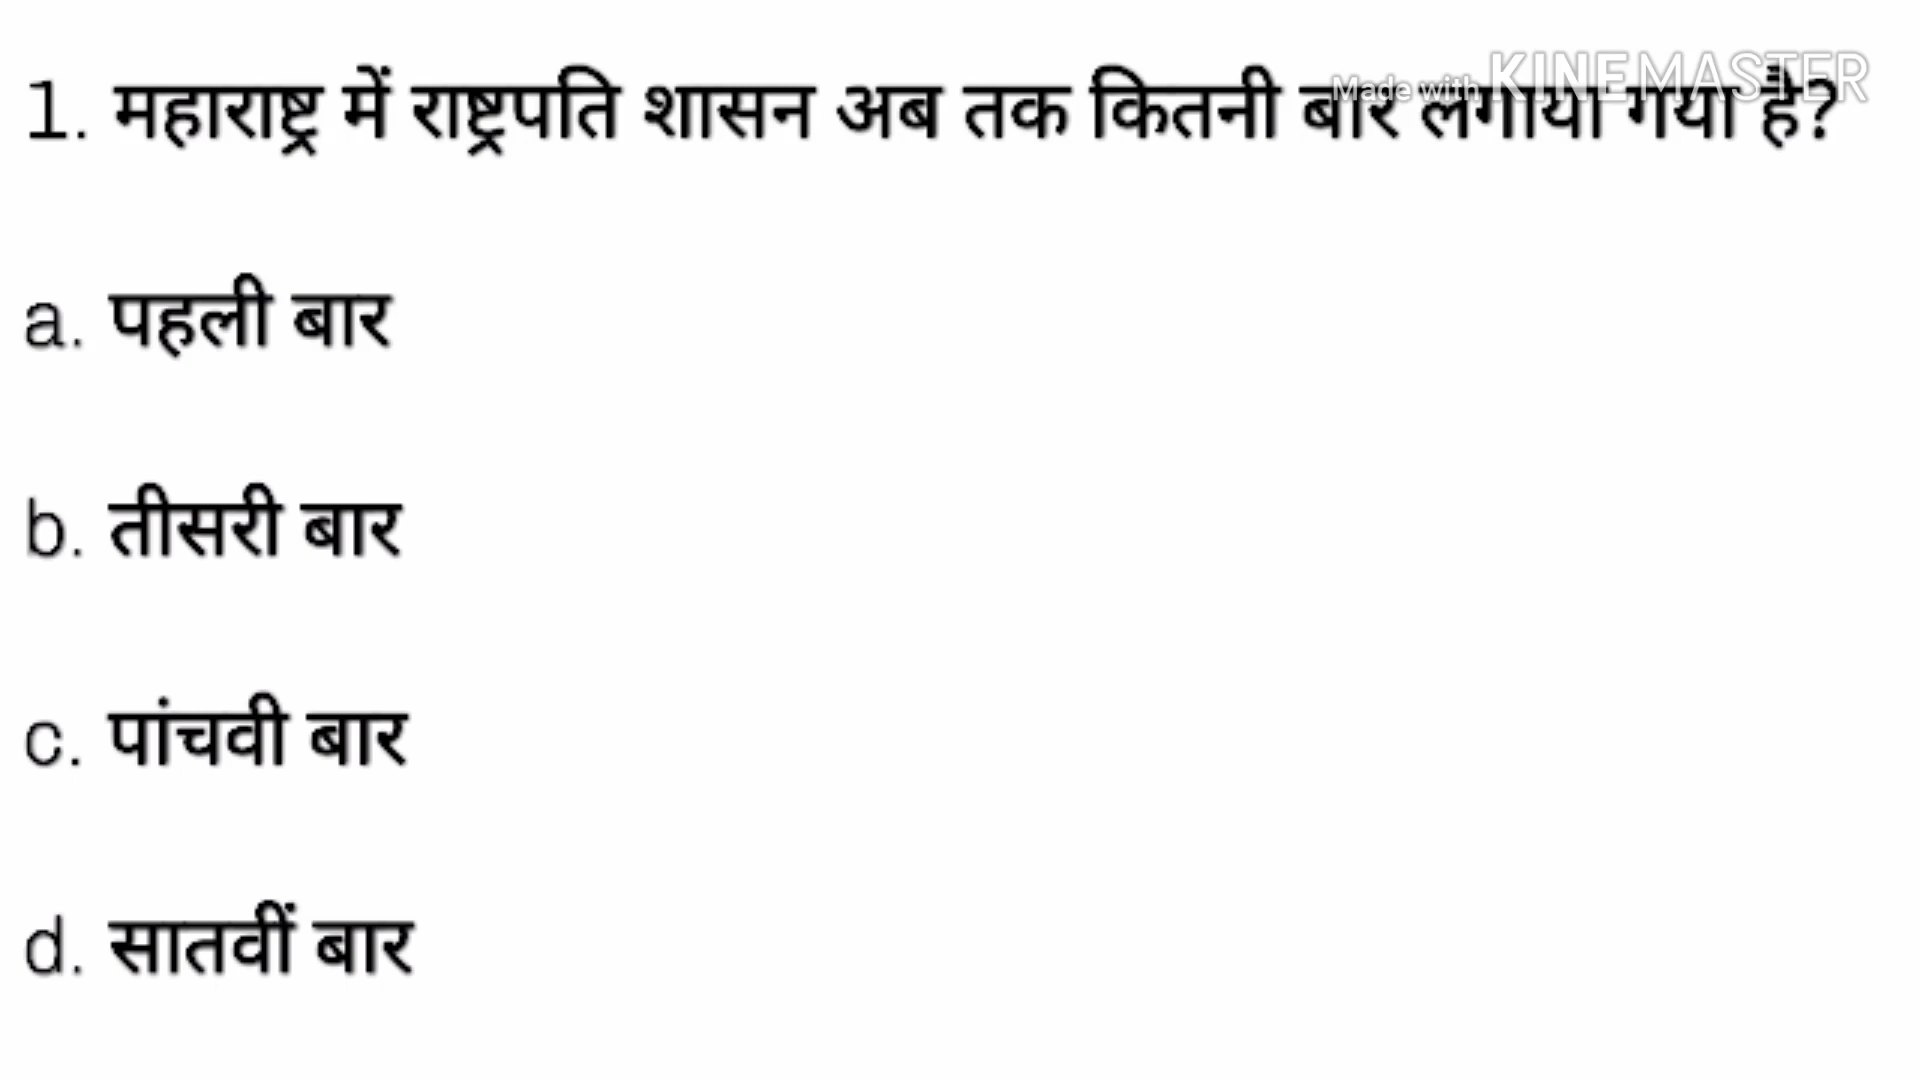 1. महाराष्ट्र में राष्ट्रपति शासन अब तक कितनी बार लगाया गया है?
Made with KINEMASTER
a. पहली बार
b. तीसरी बार
c. पांचवी बार
d. सातवीं बार